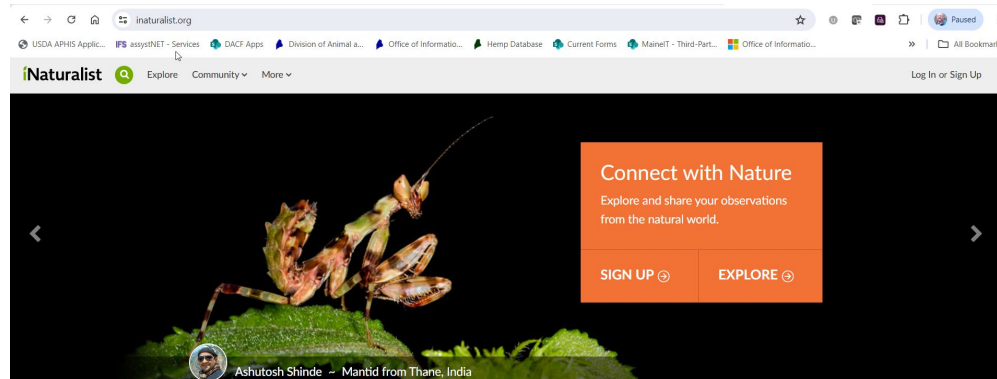 inaturalist.org
Paused
USDA APHIS Applic... IFS assystNET - Services DACF Apps Division of Animal a... Office of Informatio... Hemp Database Current Forms MaineIT - Third-Part... Office of Informatio... » All Bookmar
iNaturalist Explore Community More Log In or Sign Up
Connect with Nature
Explore and share your observations
from the natural world.
SIGN UP EXPLORE
Ashutosh Shinde ~ Mantid from Thane, India